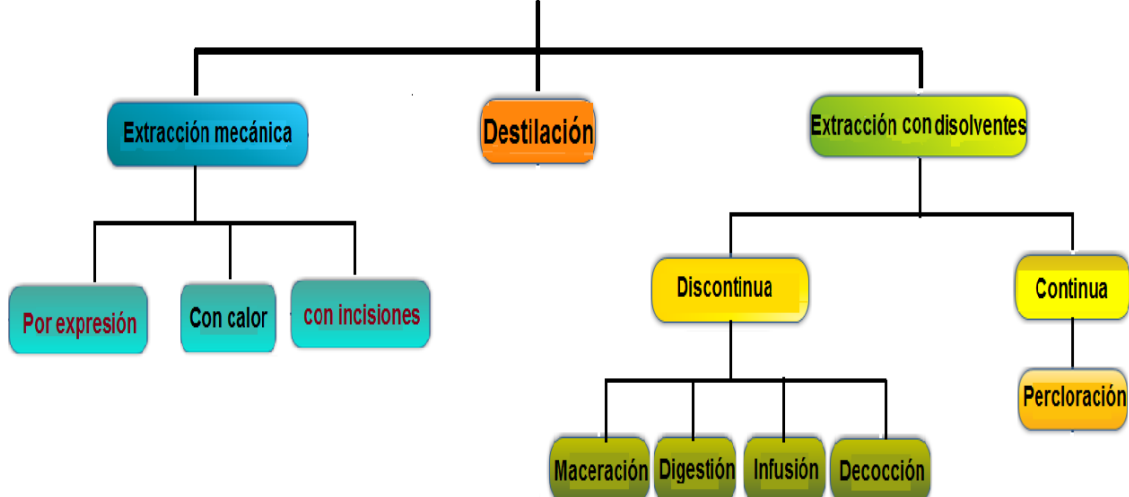 Extracción mecánica
Destilación
Extracción con disolventes
Por expresión
Con calor
con incisiones
Discontinua
Continua
Percloración
Maceración
Digestión
Infusión
Decocción